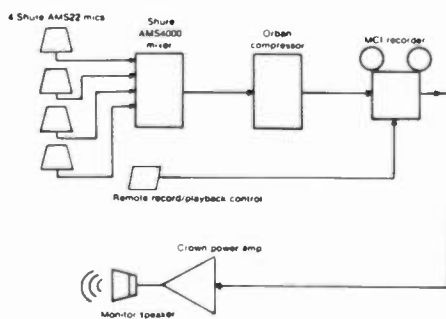 4 Shure AMS22 mics
Shure
AMS4000
mixer
Orban
compressor
MCI recorder
Remote record/playback control
Crown power amp
Monitor speaker